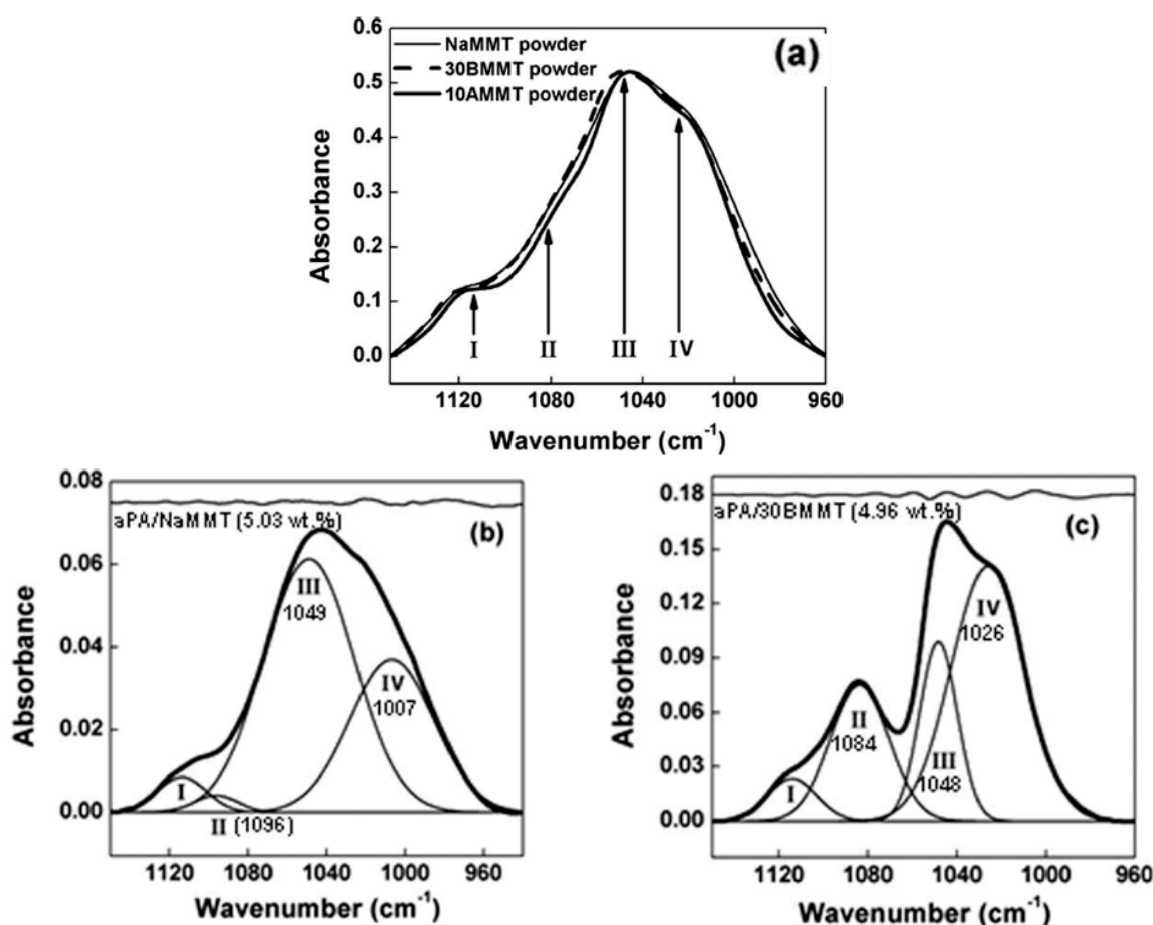 0.6
(a)
NaMMT powder
30BMMT powder
10AMMT powder
0.5
0.4
0.3
0.2
0.1
0.0
Absorbance
I
II
III
IV
1120
1080
1040
1000
960
Wavenumber (cm⁻¹)
0.08
aPA/NaMMT (5.03 wt.%)
(b)
0.06
III
1049
0.04
IV
1007
0.02
I
0.00
II (1096)
Absorbance
1120
1080
1040
1000
960
Wavenumber (cm⁻¹)
0.18
aPA/30BMMT (4.96 wt.%)
(c)
0.15
IV
1026
0.12
0.09
II
1084
0.06
III
1048
0.03
I
0.00
Absorbance
1120
1080
1040
1000
960
Wavenumber (cm⁻¹)